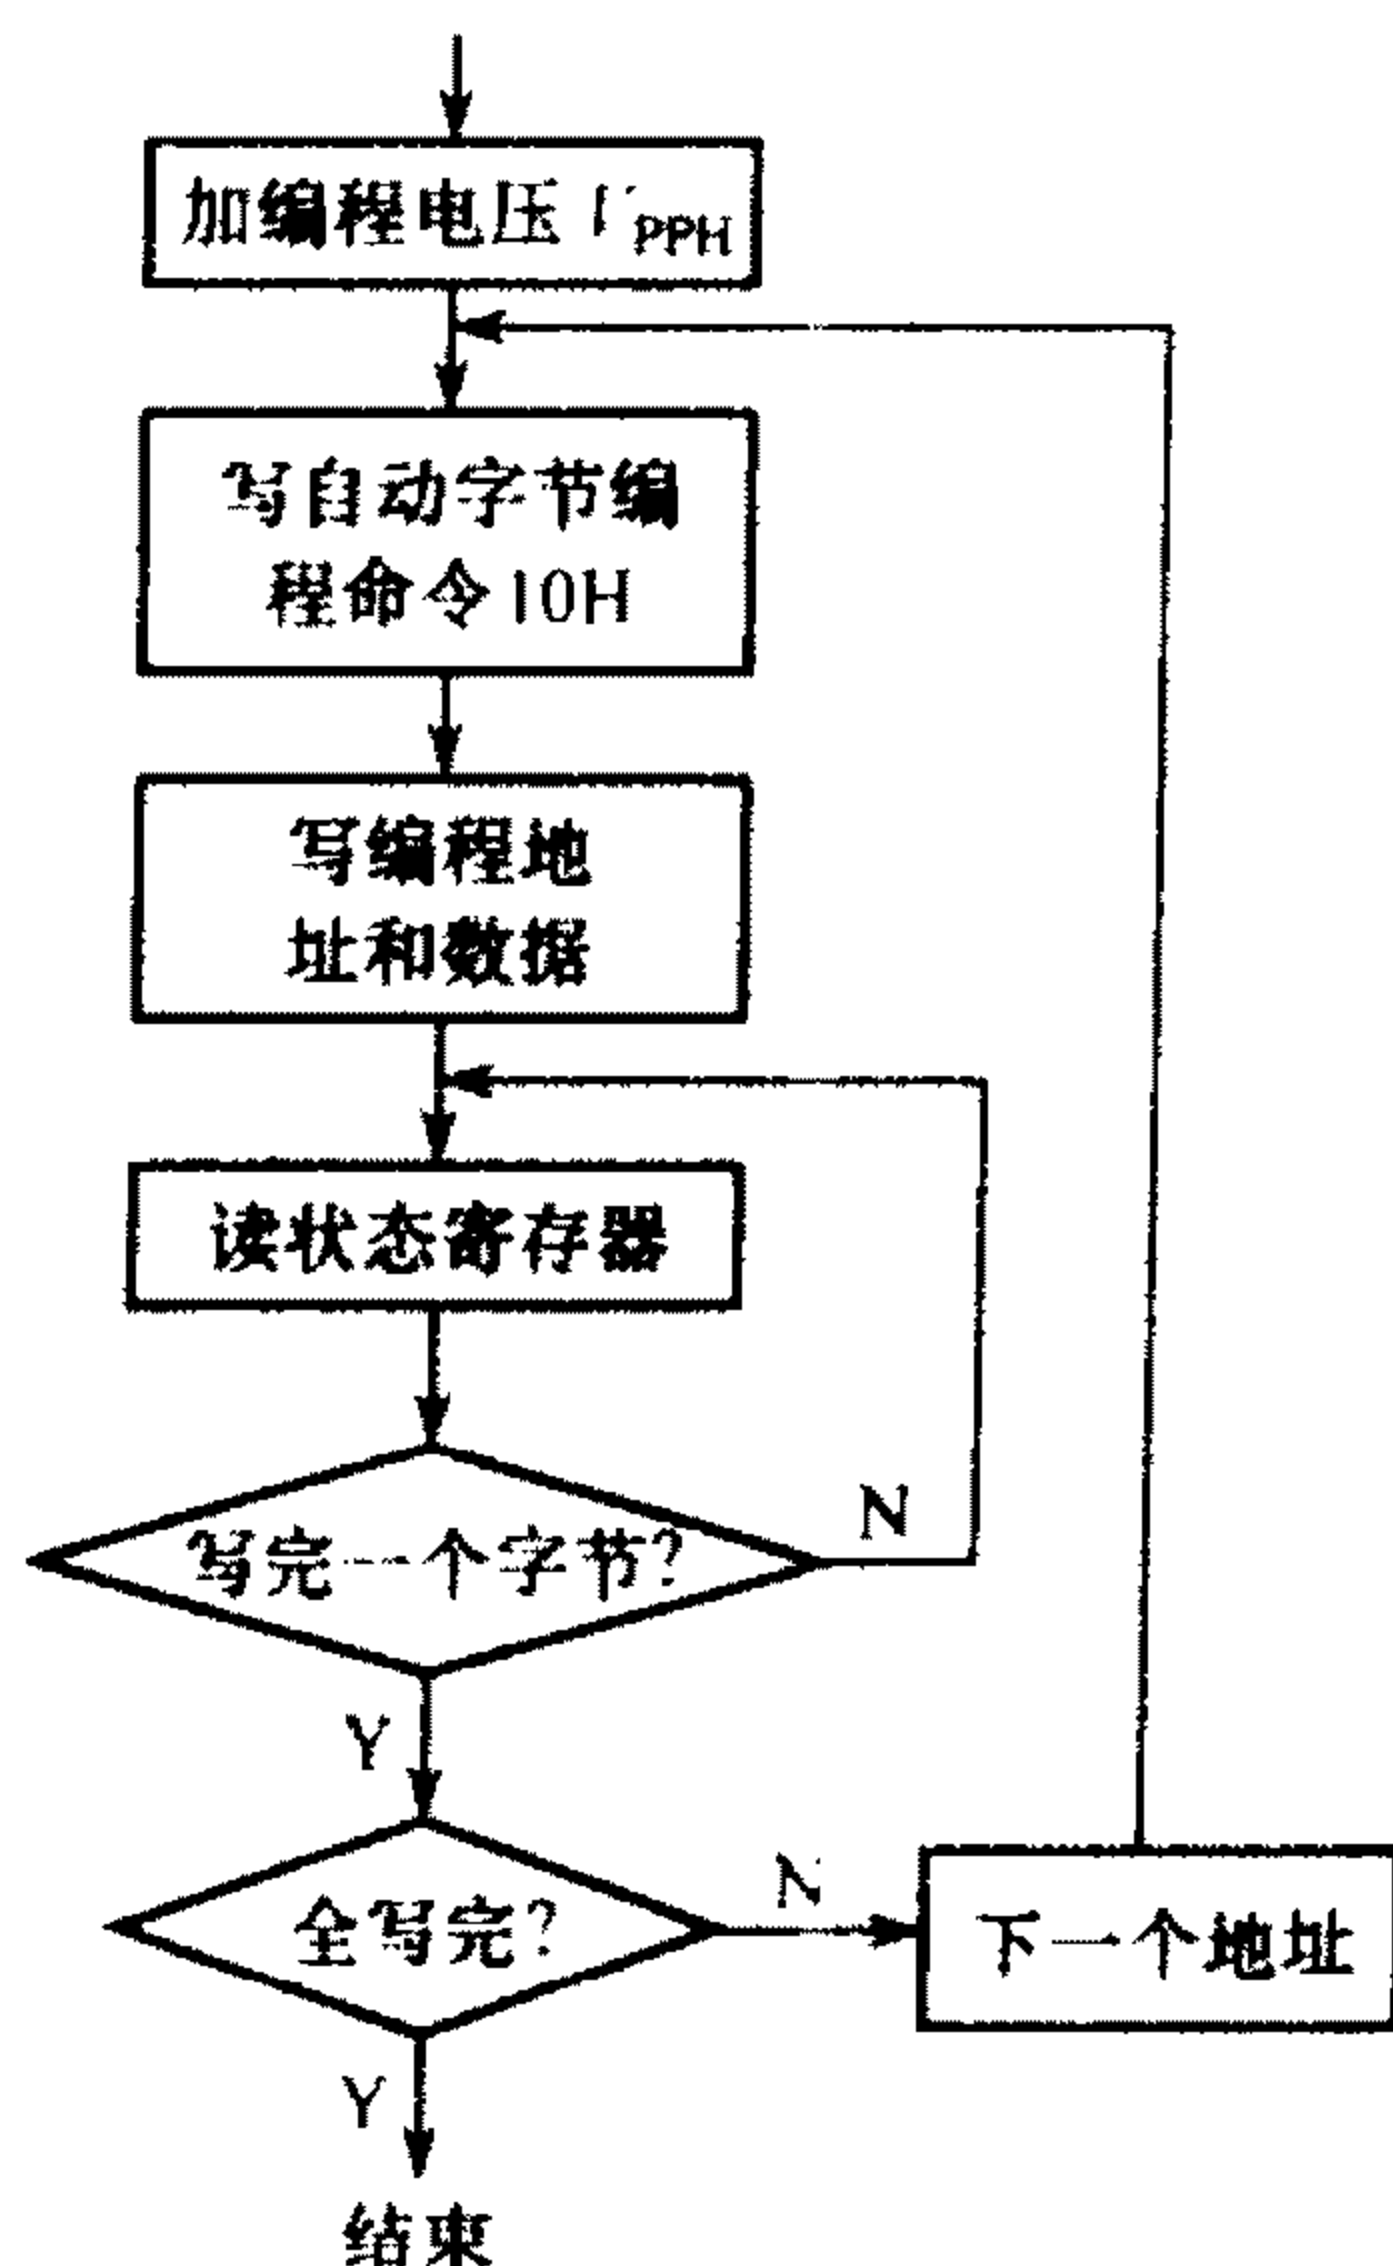 加编程电压 V PPH
写自动字节编
程命令10H
写编程地
址和数据
读状态寄存器
写完一个字节?
N
Y
全写完?
N
下一个地址
Y
结束